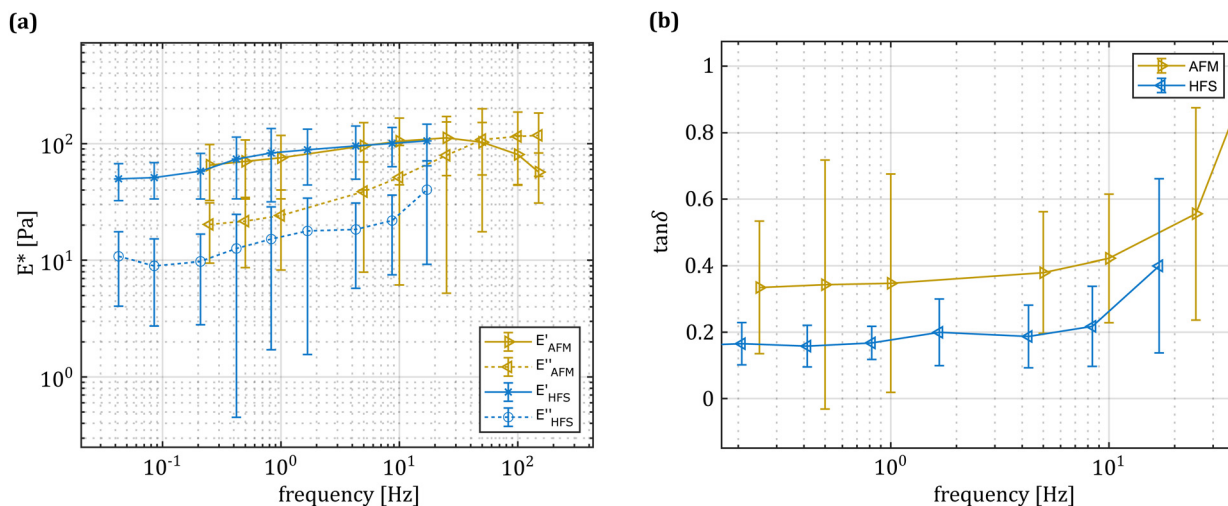 (a)
E* [Pa]
10² 
10¹
10⁰
10⁻¹ 10⁰ 10¹ 10²
frequency [Hz]
E'AFM
E''AFM
E'HFS
E''HFS
(b)
tanδ
1
0.8
0.6
0.4
0.2
0
10⁰ 10¹
frequency [Hz]
AFM
HFS